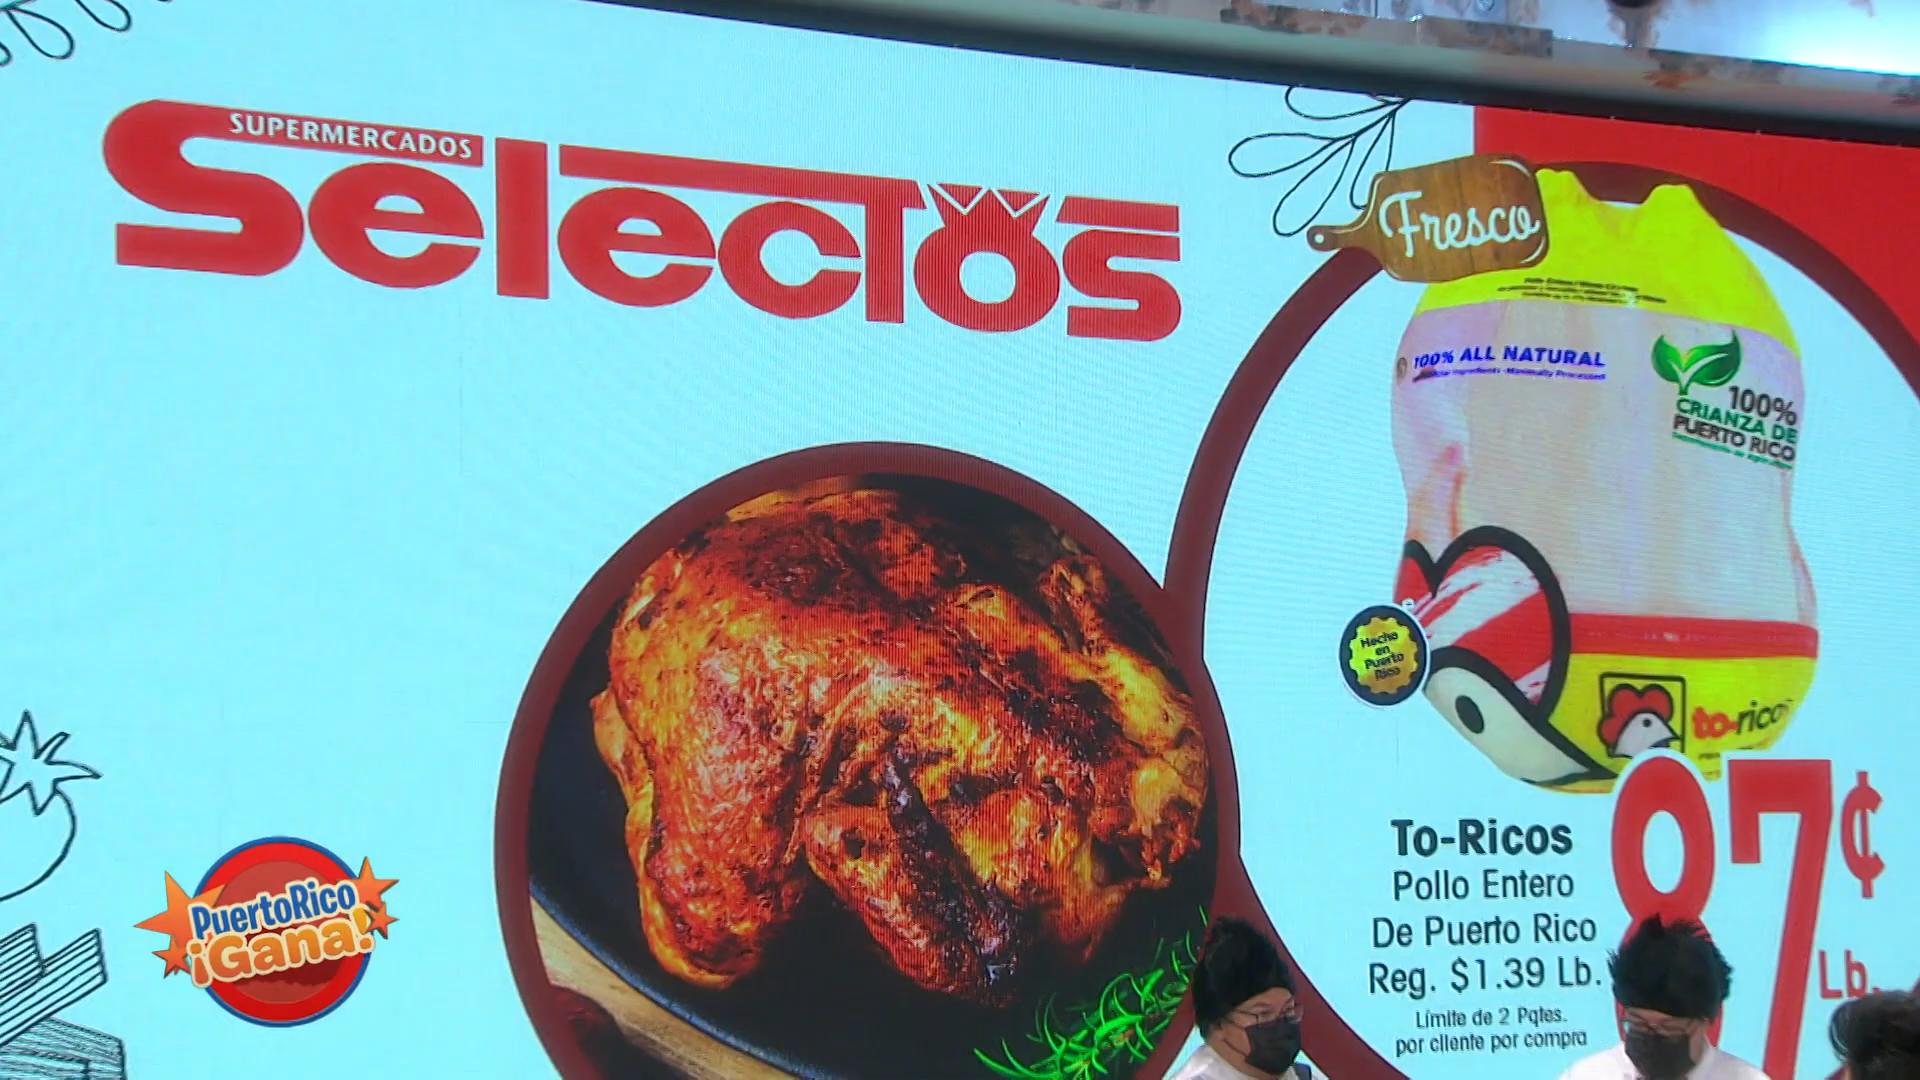 SUPERMERCADOS
Selectos
Fresco
100% ALL NATURAL
100%
CRIANZA DE
PUERTO RICO
Hecho
en
Puerto
Rico
to-ricos
To-Ricos
Pollo Entero
De Puerto Rico
Reg. $1.39 Lb.
Límite de 2 Pqtes.
por cliente por compra
87¢
Lb.
PuertoRico
¡Gana!